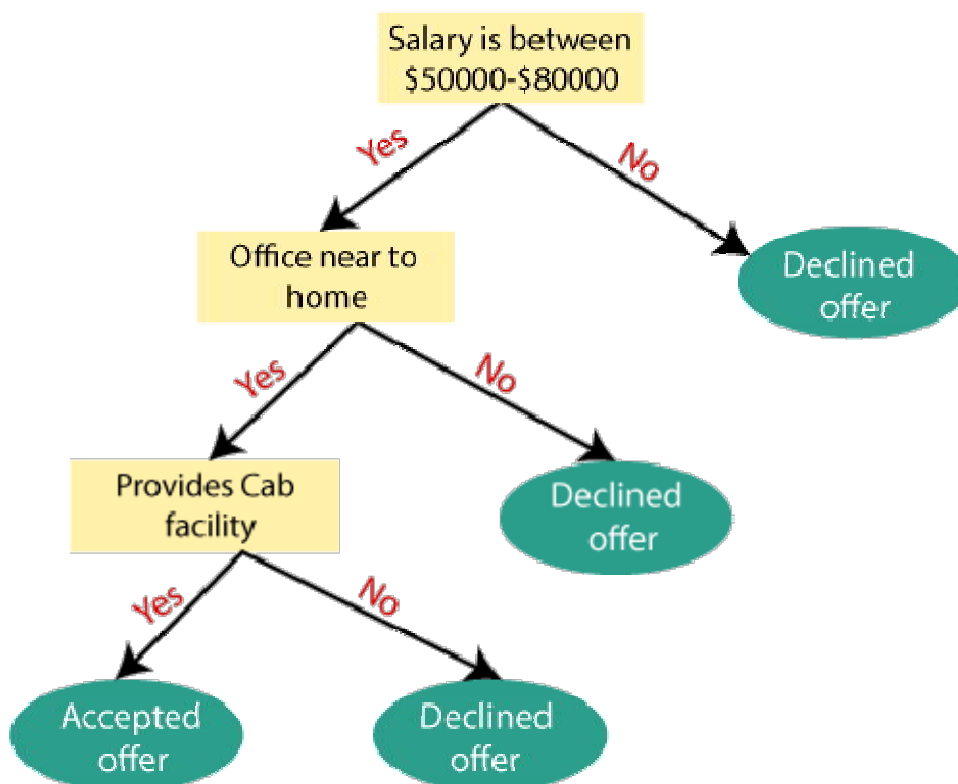 Salary is between
$50000-$80000
Yes
No
Office near to
home
Declined
offer
Yes
No
Provides Cab
facility
Declined
offer
Yes
No
Accepted
offer
Declined
offer